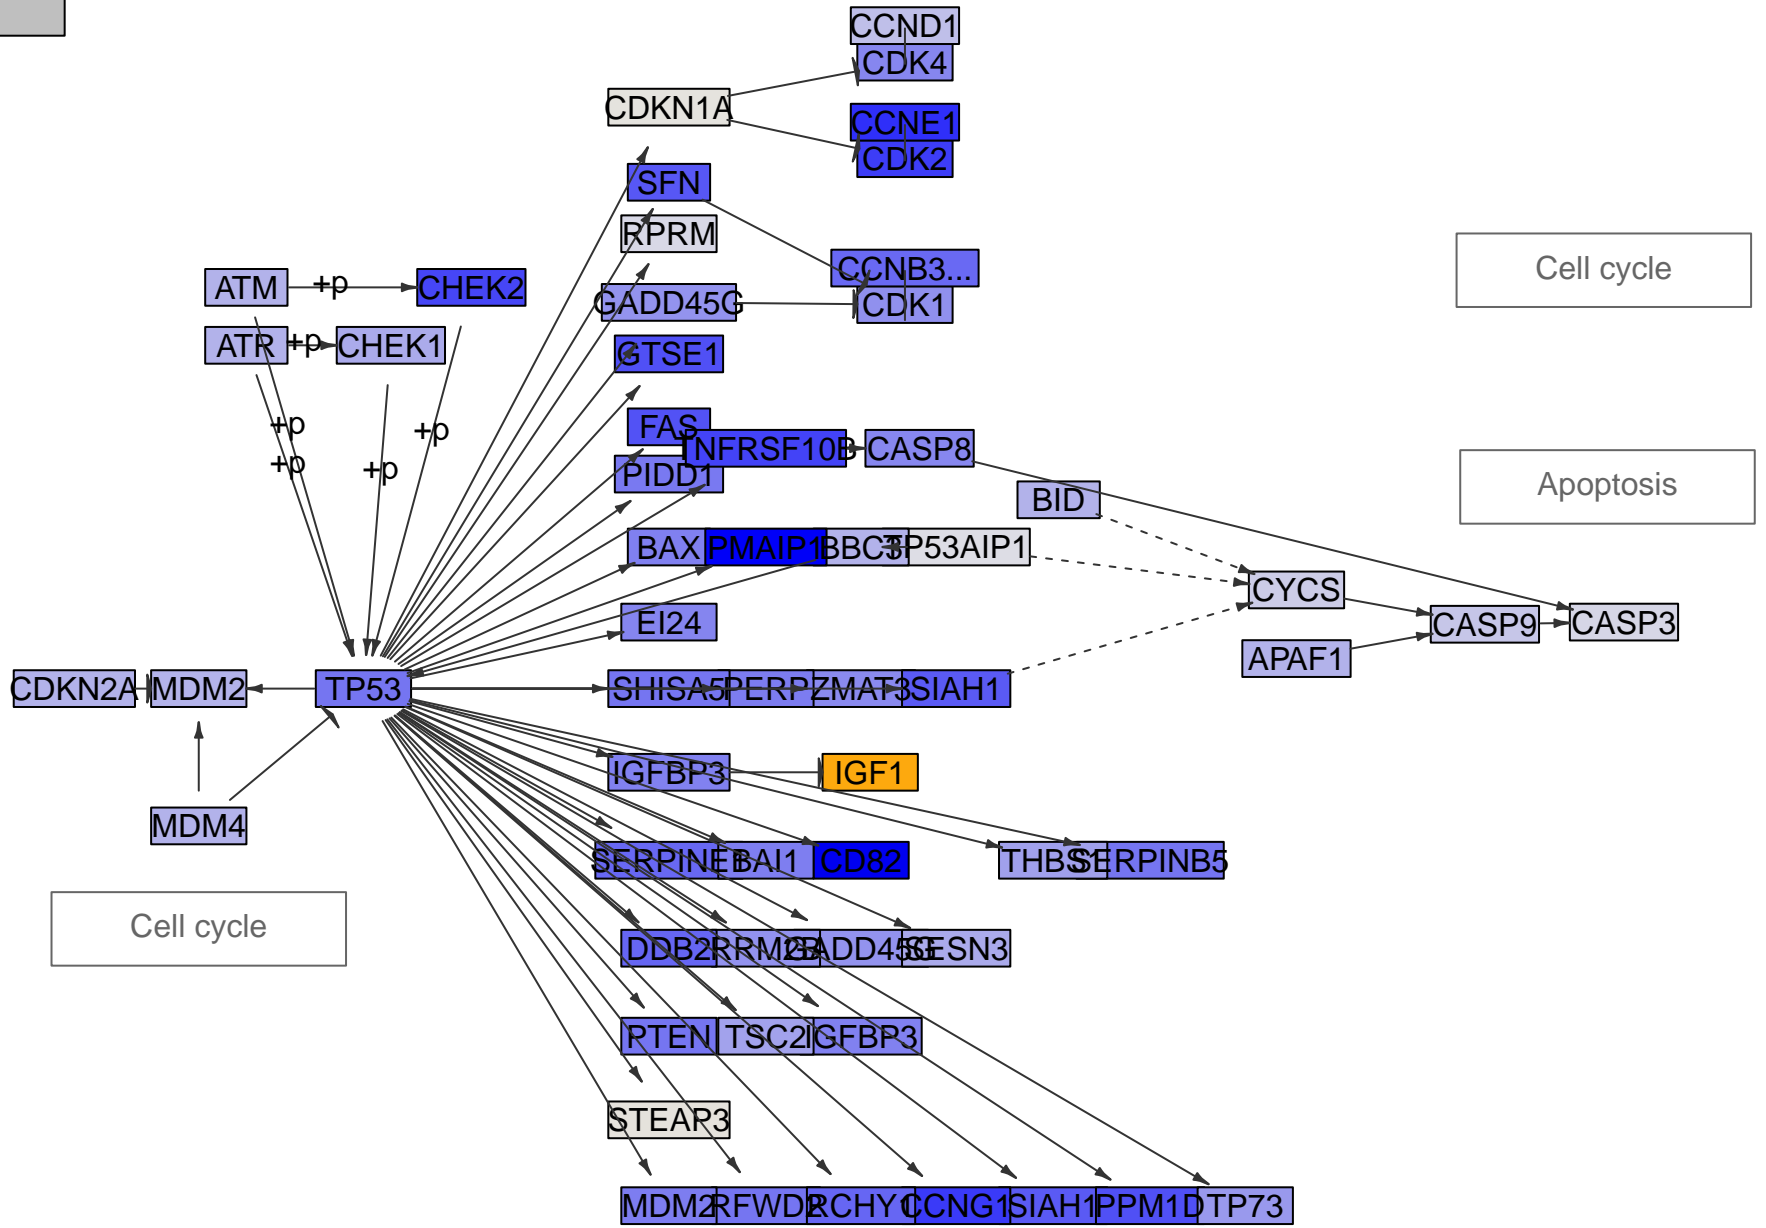 CCND1
CDK4
CDKN1A
CCNE1
CDK2
SFN
RPRM
CCNB3...
Cell cycle
ATM +p CHEK2
GADD45G CDK1
ATR +p CHEK1
GTSE1
+p +p FAS
TNFRSF10B CASP8
+p +p PIDD1
Apoptosis
BID
BAX PMAIP1 BBC3 TP53AIP1
CYCS
EI24 CASP9 CASP3
APAF1
CDKN2A MDM2 TP53 SHISA5 PERP ZMAT3 SIAH1
IGFBP3 IGF1
MDM4
SERPINE1 BAI1 CD82 THBS1 SERPINB5
Cell cycle
DDB2 RRM2B GADD45G SESN3
PTEN TSC2 IGFBP3
STEAP3
MDM2 RFWD2 RCHY1 CCNG1 SIAH1 PPM1D TP73